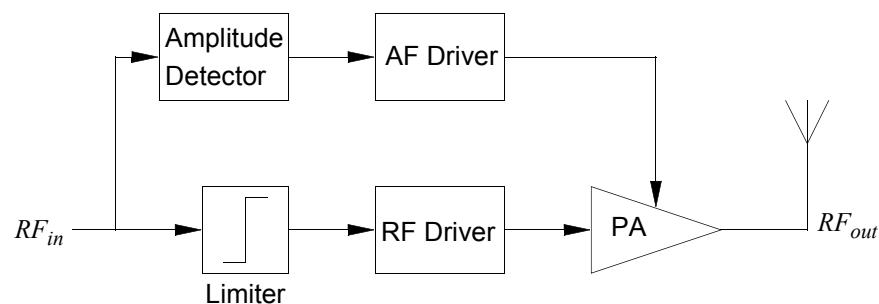 Amplitude
Detector
AF Driver
RF_in
Limiter
RF Driver
PA
RF_out